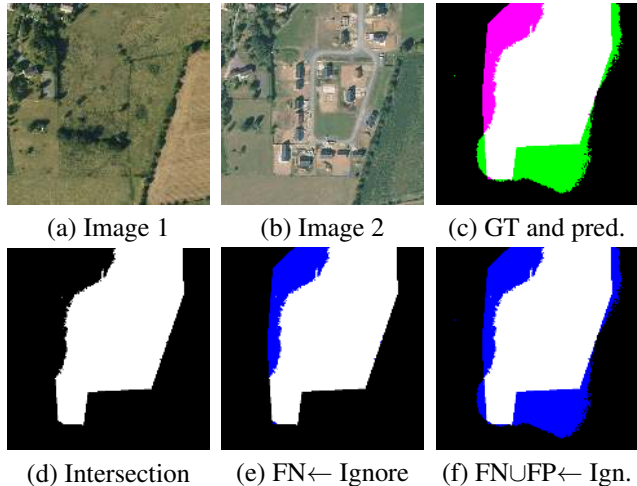 (a) Image 1
(b) Image 2
(c) GT and pred.
(d) Intersection
(e) FN← Ignore
(f) FN∪FP← Ign.